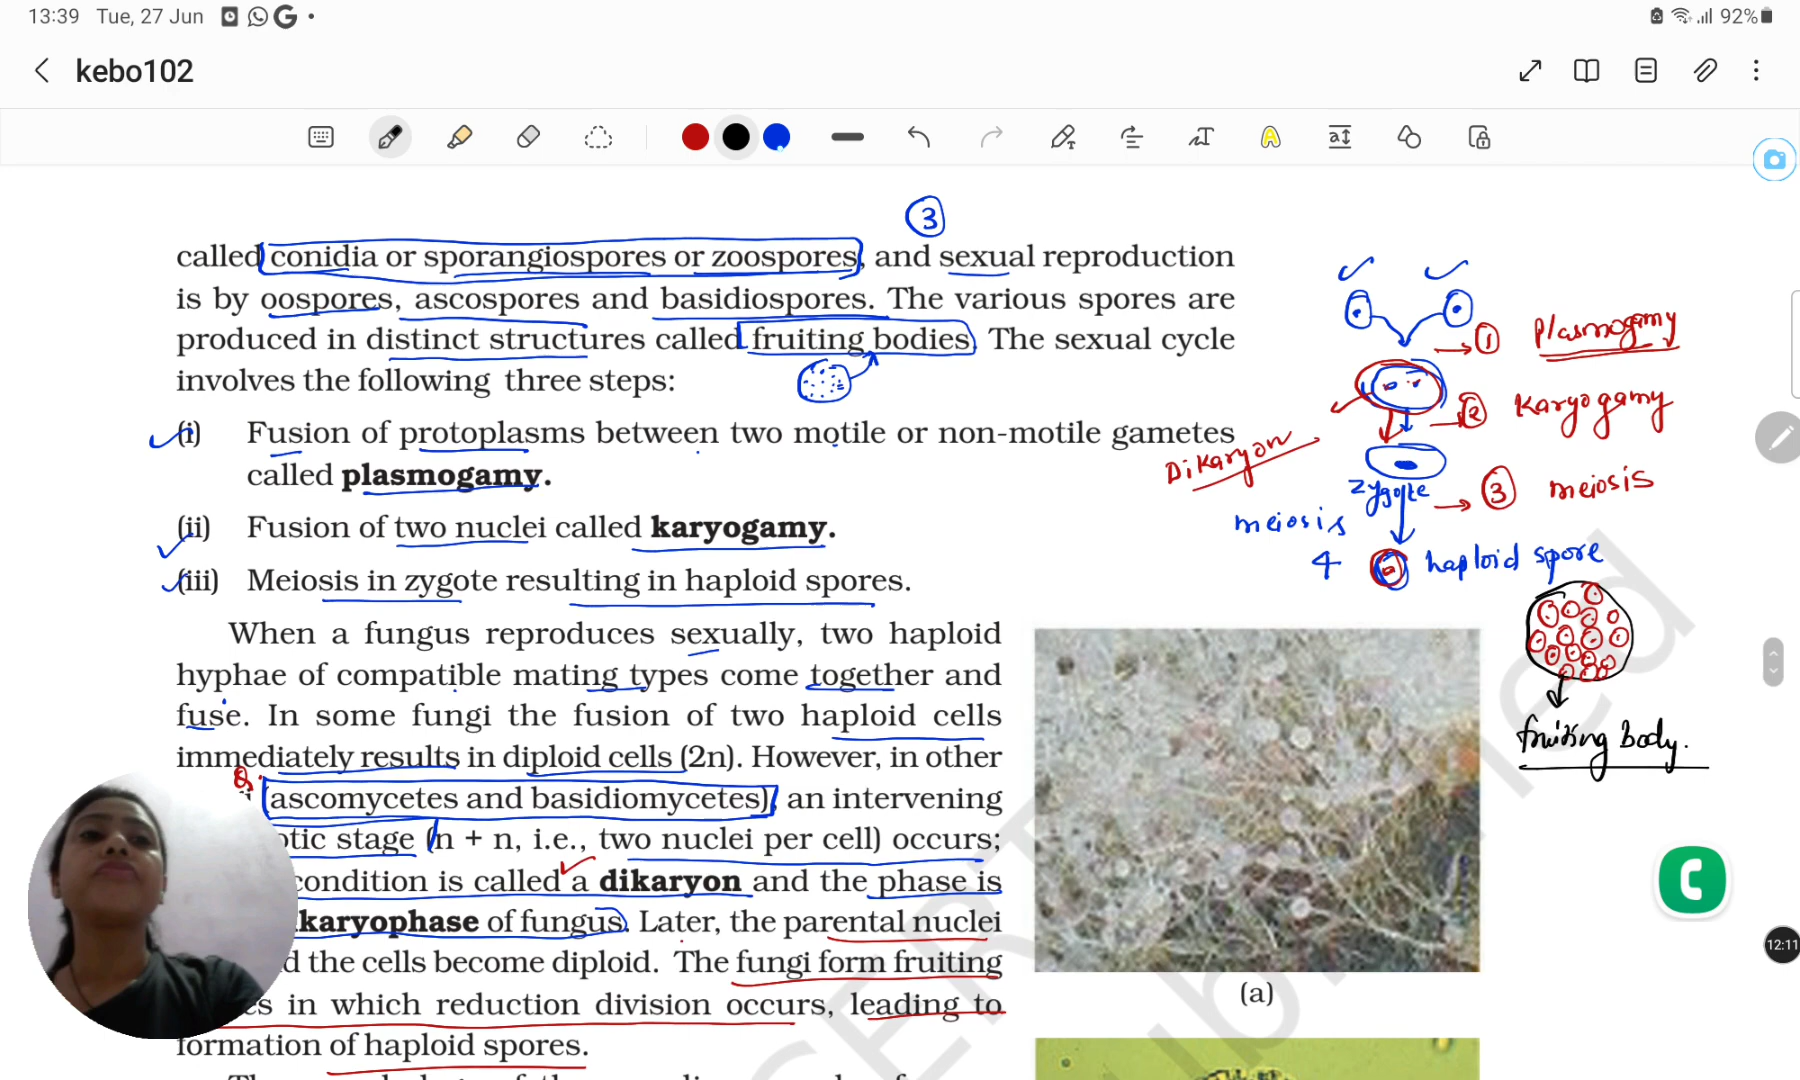 13:39 Tue, 27 Jun
92%
kebo102
3
called conidia or sporangiospores or zoospores, and sexual reproduction
is by oospores, ascospores and basidiospores. The various spores are
produced in distinct structures called fruiting bodies. The sexual cycle
involves the following three steps:
(i) Fusion of protoplasms between two motile or non-motile gametes
called plasmogamy.
(ii) Fusion of two nuclei called karyogamy.
(iii) Meiosis in zygote resulting in haploid spores.
When a fungus reproduces sexually, two haploid
hyphae of compatible mating types come together and
fuse. In some fungi the fusion of two haploid cells
immediately results in diploid cells (2n). However, in other
(ascomycetes and basidiomycetes), an intervening
otic stage (n + n, i.e., two nuclei per cell) occurs;
condition is called a dikaryon and the phase is
karyophase of fungus. Later, the parental nuclei
d the cells become diploid. The fungi form fruiting
es in which reduction division occurs, leading to
formation of haploid spores.
1 Plasmogamy
2 Karyogamy
Dikaryon
zygote
3 meiosis
meiosis
4 haploid spore
fruiting body.
(a)
12:11